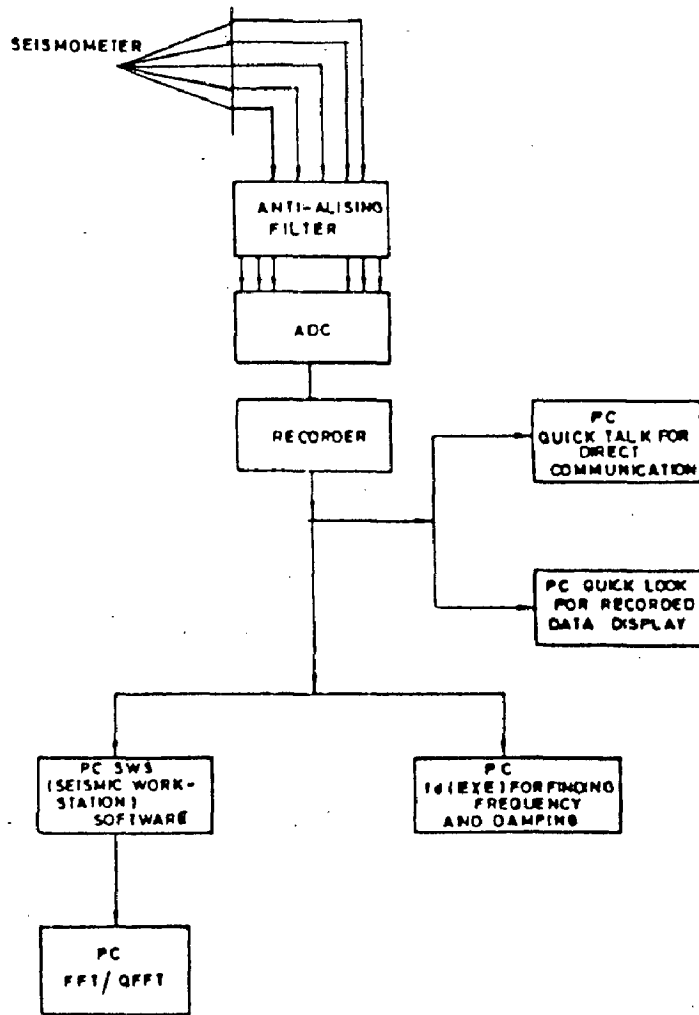 SEISMOMETER
ANTI-ALISING
FILTER
ADC
RECORDER
PC
QUICK TALK FOR
DIRECT
COMMUNICATION
PC QUICK LOOK
FOR RECORDED
DATA DISPLAY
PC SWS
(SEISMIC WORK-
STATION)
SOFTWARE
PC
fd(EXE) FOR FINDING
FREQUENCY
AND DAMPING
PC
FFT/QFFT